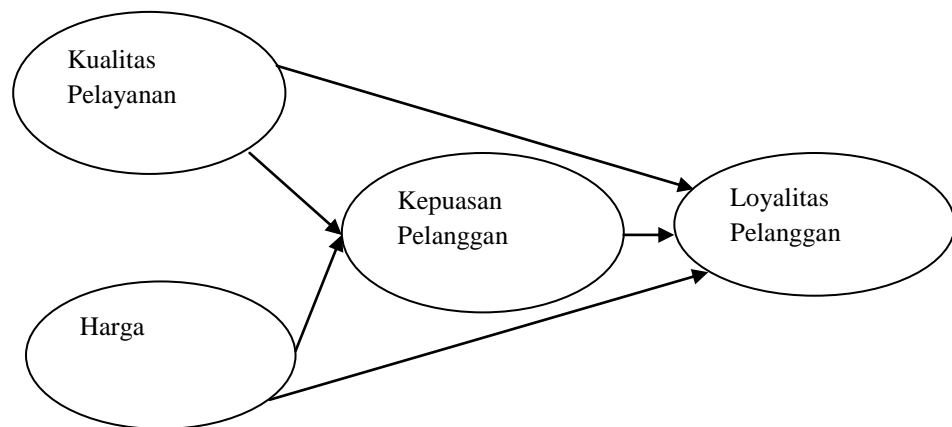 Kualitas
Pelayanan
Kepuasan
Pelanggan
Loyalitas
Pelanggan
Harga